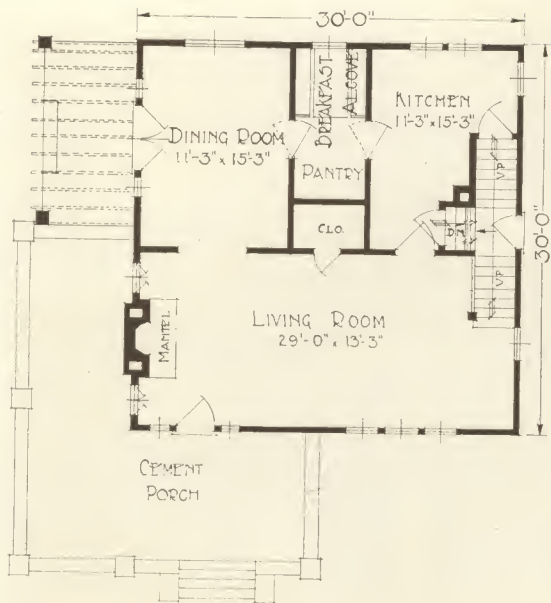 30'-0"
BREAKFAST
ALCOVE
KITCHEN
11'-3" x 15'-3"
DINING ROOM
11'-3" x 15'-3"
UP
PANTRY
CLO.
30'-0"
UP
LIVING ROOM
29'-0" x 13'-3"
MANTEL
CEMENT
PORCH